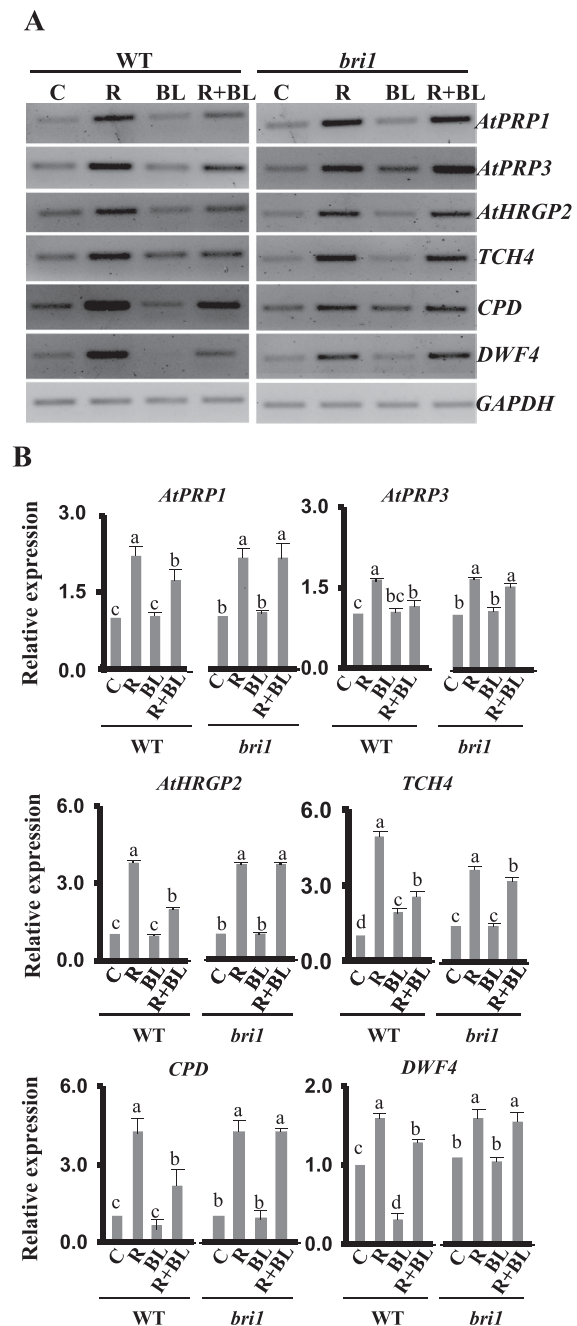 A
WT bri1
C R BL R+BL C R BL R+BL
AtPRP1
AtPRP3
AtHRGP2
TCH4
CPD
DWF4
GAPDH
B
AtPRP1 AtPRP3
Relative expression
3.0 1.5 0.0
a b c c a a b b
C R BL R+BL C R BL R+BL
WT bri1
3.0 1.5 0.0
c a bc b b a b a
C R BL R+BL C R BL R+BL
WT bri1
AtHRGP2 TCH4
Relative expression
6.0 3.0 0.0
c a c b b a b a
C R BL R+BL C R BL R+BL
WT bri1
6.0 3.0 0.0
d a c b c a c b
C R BL R+BL C R BL R+BL
WT bri1
CPD DWF4
Relative expression
6.0 3.0 0.0
c a c b b a b a
C R BL R+BL C R BL R+BL
WT bri1
2.0 1.0 0.0
c a d b b a b a
C R BL R+BL C R BL R+BL
WT bri1